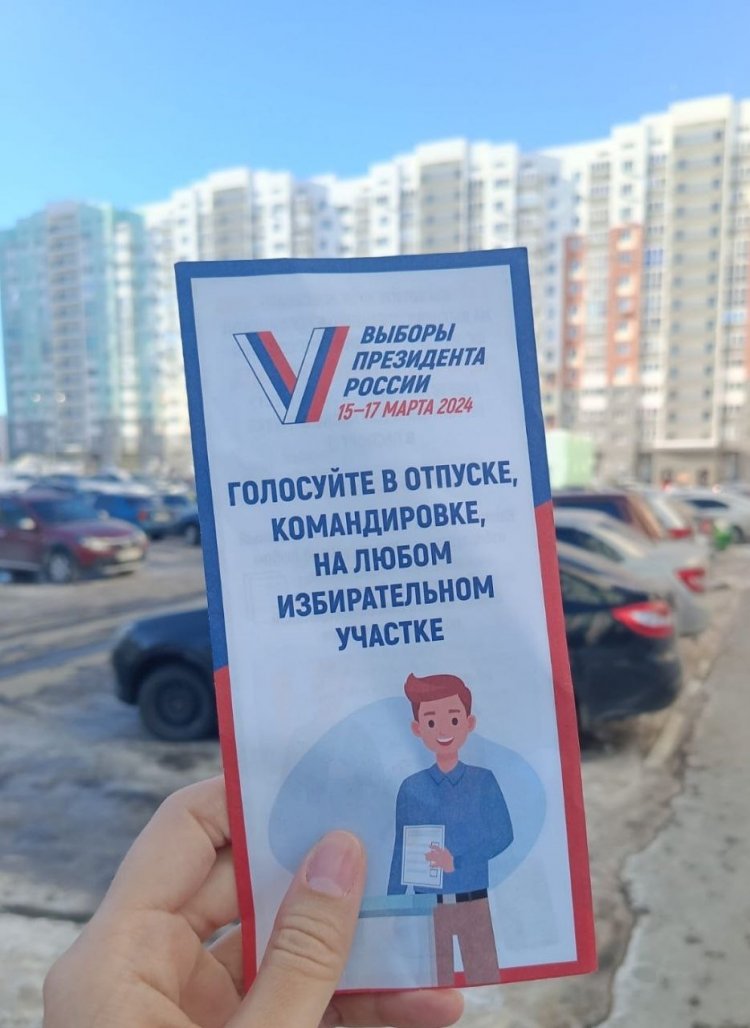 ВЫБОРЫ
ПРЕЗИДЕНТА
РОССИИ
15–17 МАРТА 2024
ГОЛОСУЙТЕ В ОТПУСКЕ,
КОМАНДИРОВКЕ,
НА ЛЮБОМ
ИЗБИРАТЕЛЬНОМ
УЧАСТКЕ